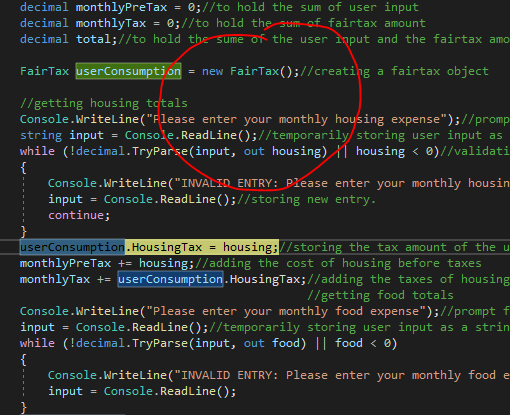 decimal monthlyPreTax = 0;//to hold the sum of user input
decimal monthlyTax = 0;//to hold the sum of fairtax amount
decimal total;//to hold the sume of the user input and the fairtax amo
FairTax userConsumption = new FairTax();//creating a fairtax object
//getting housing totals
Console.WriteLine("Please enter your monthly housing expense");//promp
string input = Console.ReadLine();//temporarily storing user input as
while (!decimal.TryParse(input, out housing) || housing < 0)//validati
{
Console.WriteLine("INVALID ENTRY: Please enter your monthly housin
input = Console.ReadLine();//storing new entry.
continue;
}
userConsumption.HousingTax = housing;//storing the tax amount of the u
monthlyPreTax += housing;//adding the cost of housing before taxes
monthlyTax += userConsumption.HousingTax;//adding the taxes of housing
//getting food totals
Console.WriteLine("Please enter your monthly food expense");//prompt f
input = Console.ReadLine();//temporarily storing user input as a strin
while (!decimal.TryParse(input, out food) || food < 0)
{
Console.WriteLine("INVALID ENTRY: Please enter your monthly food e
input = Console.ReadLine();
}